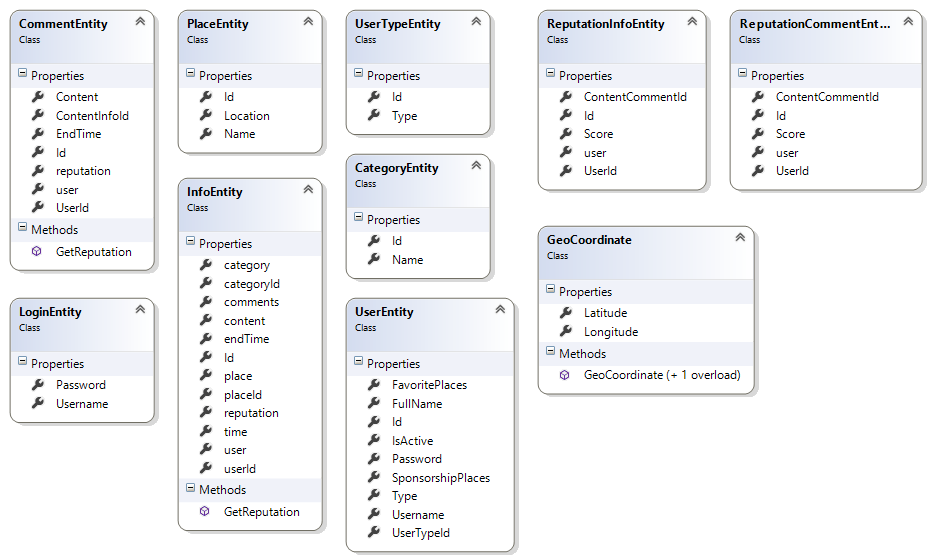 CommentEntity
Class
Properties
Content
ContentInfoId
EndTime
Id
reputation
user
UserId
Methods
GetReputation
LoginEntity
Class
Properties
Password
Username
PlaceEntity
Class
Properties
Id
Location
Name
InfoEntity
Class
Properties
category
categoryId
comments
content
endTime
Id
place
placeId
reputation
time
user
userId
Methods
GetReputation
UserTypeEntity
Class
Properties
Id
Type
CategoryEntity
Class
Properties
Id
Name
UserEntity
Class
Properties
FavoritePlaces
FullName
Id
IsActive
Password
SponsorshipPlaces
Type
Username
UserTypeId
ReputationInfoEntity
Class
Properties
ContentCommentId
Id
Score
user
UserId
ReputationCommentEnt...
Class
Properties
ContentCommentId
Id
Score
user
UserId
GeoCoordinate
Class
Properties
Latitude
Longitude
Methods
GeoCoordinate (+ 1 overload)